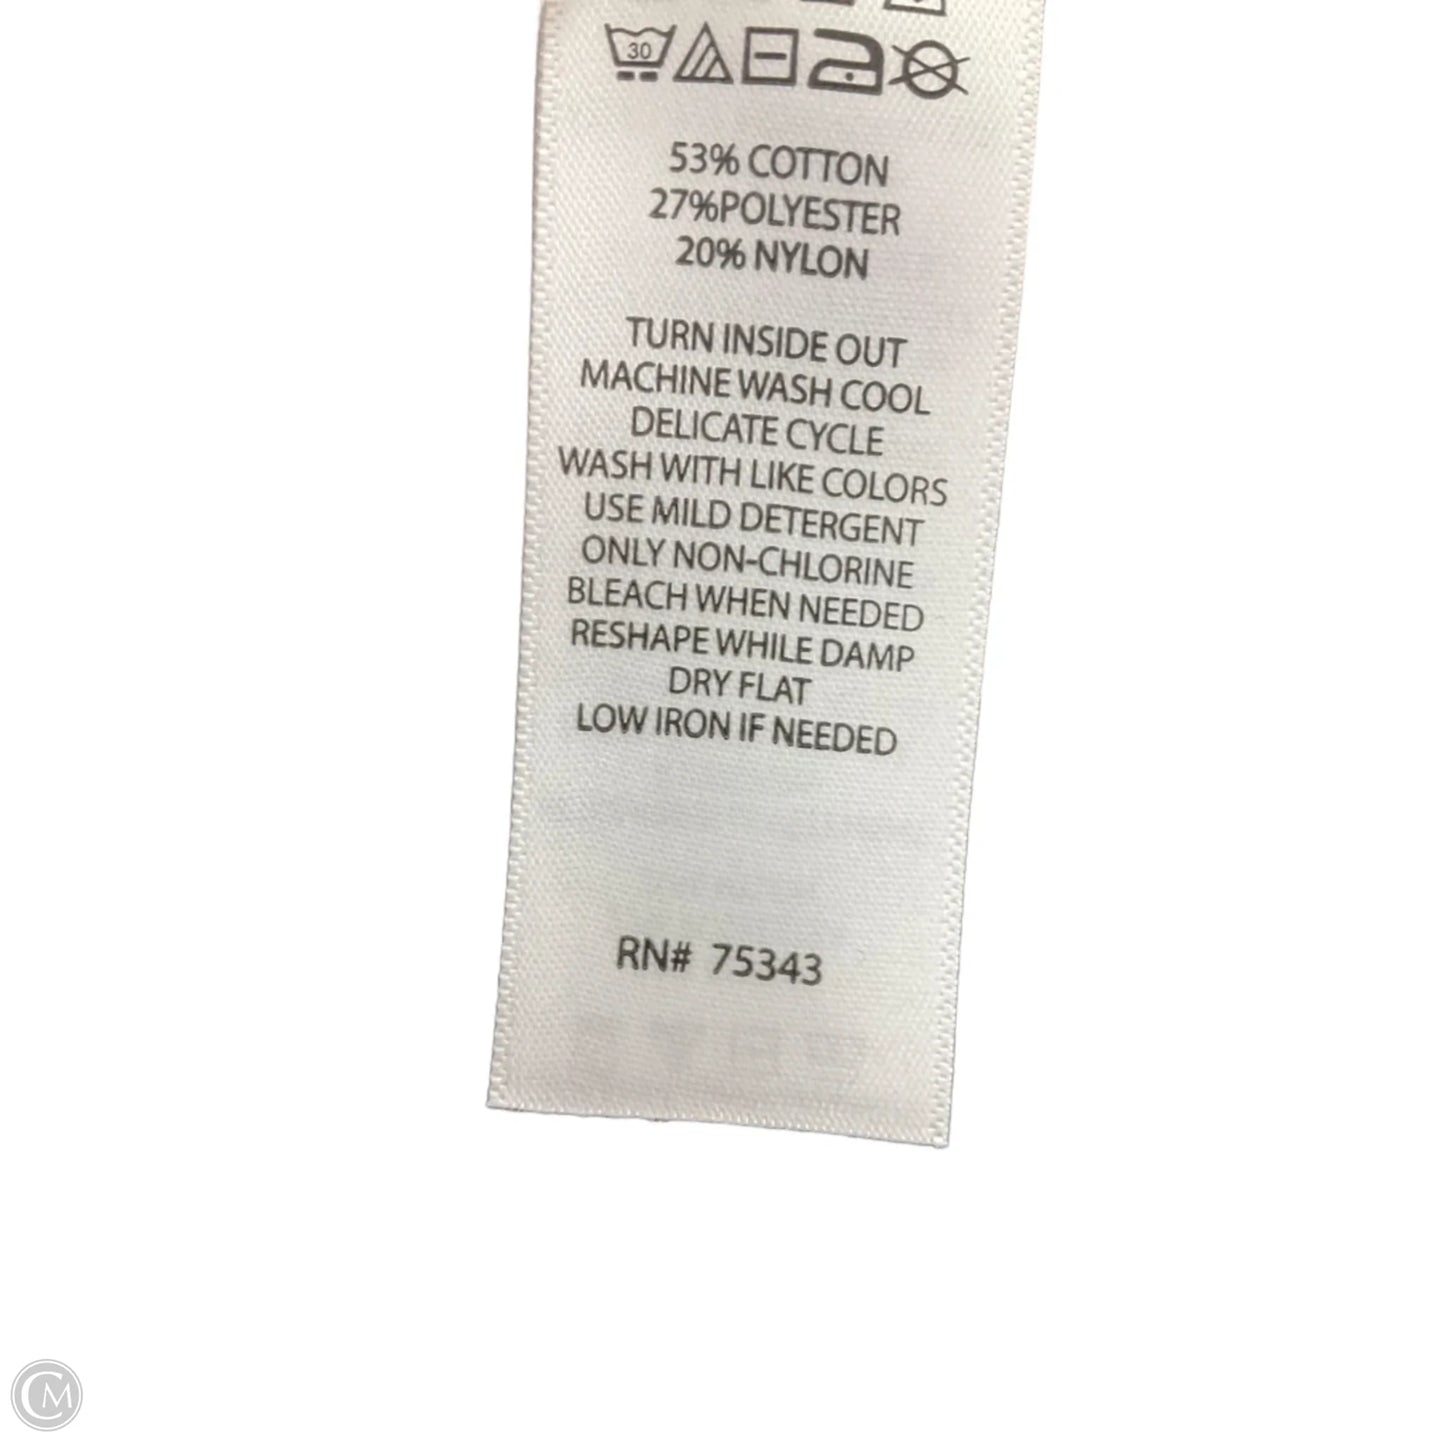 30
53% COTTON
27%POLYESTER
20% NYLON
TURN INSIDE OUT
MACHINE WASH COOL
DELICATE CYCLE
WASH WITH LIKE COLORS
USE MILD DETERGENT
ONLY NON-CHLORINE
BLEACH WHEN NEEDED
RESHAPE WHILE DAMP
DRY FLAT
LOW IRON IF NEEDED
RN# 75343
CM